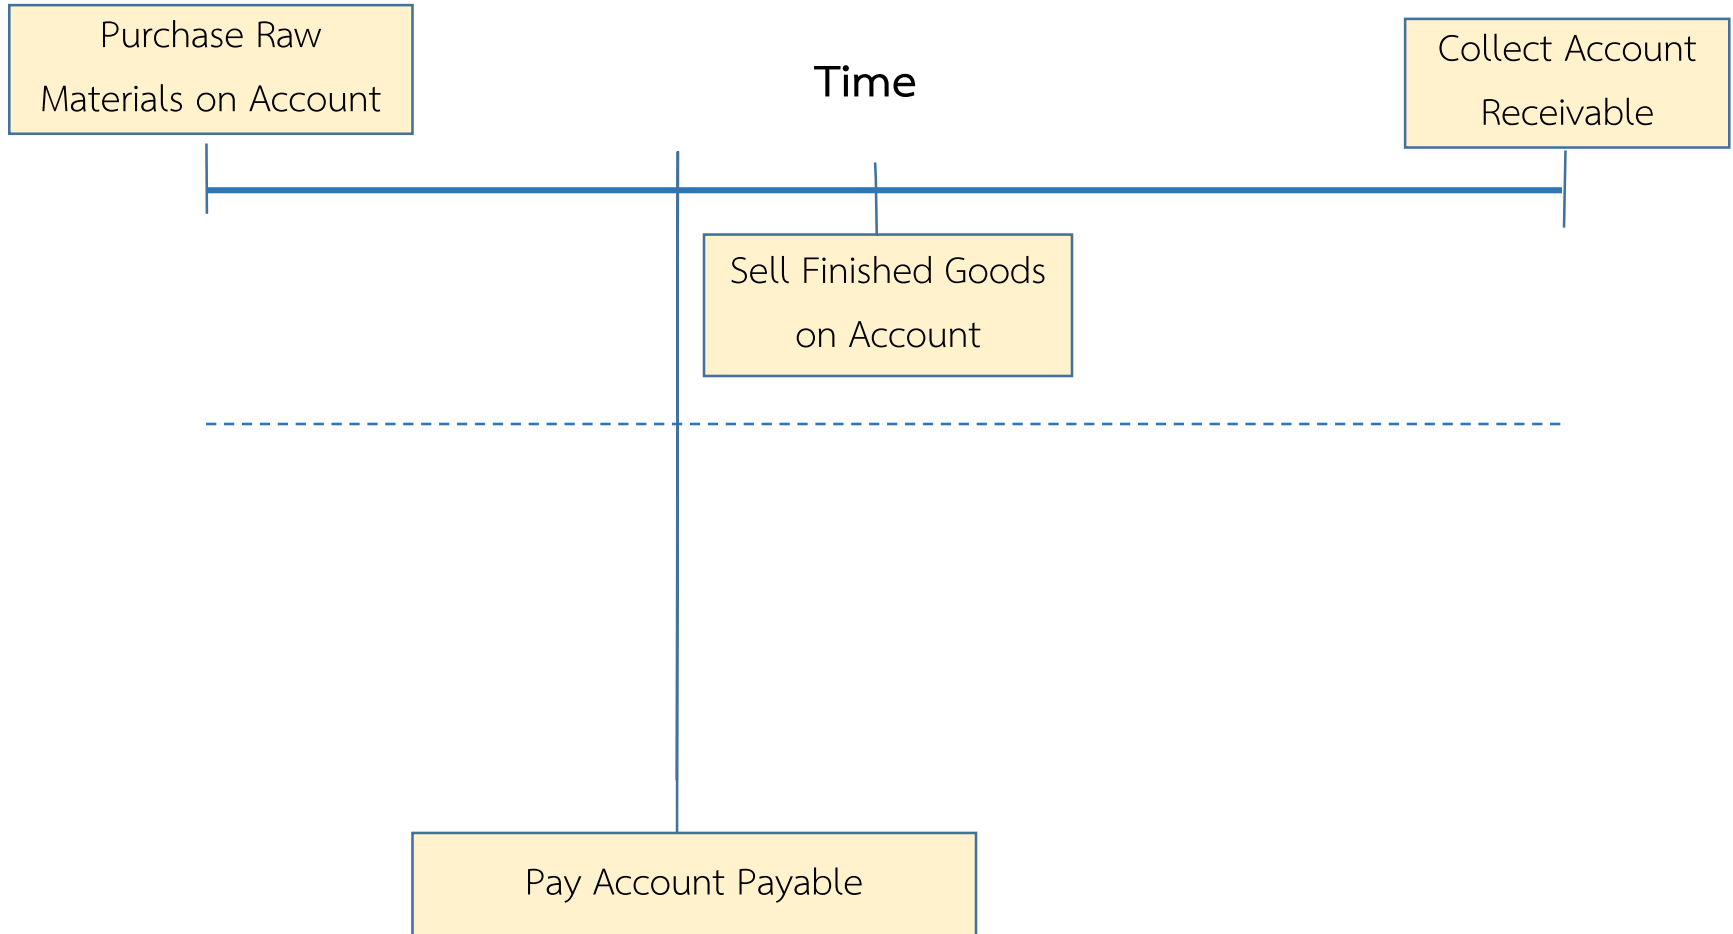 Purchase Raw
Materials on Account
Time
Collect Account
Receivable
Sell Finished Goods
on Account
Pay Account Payable